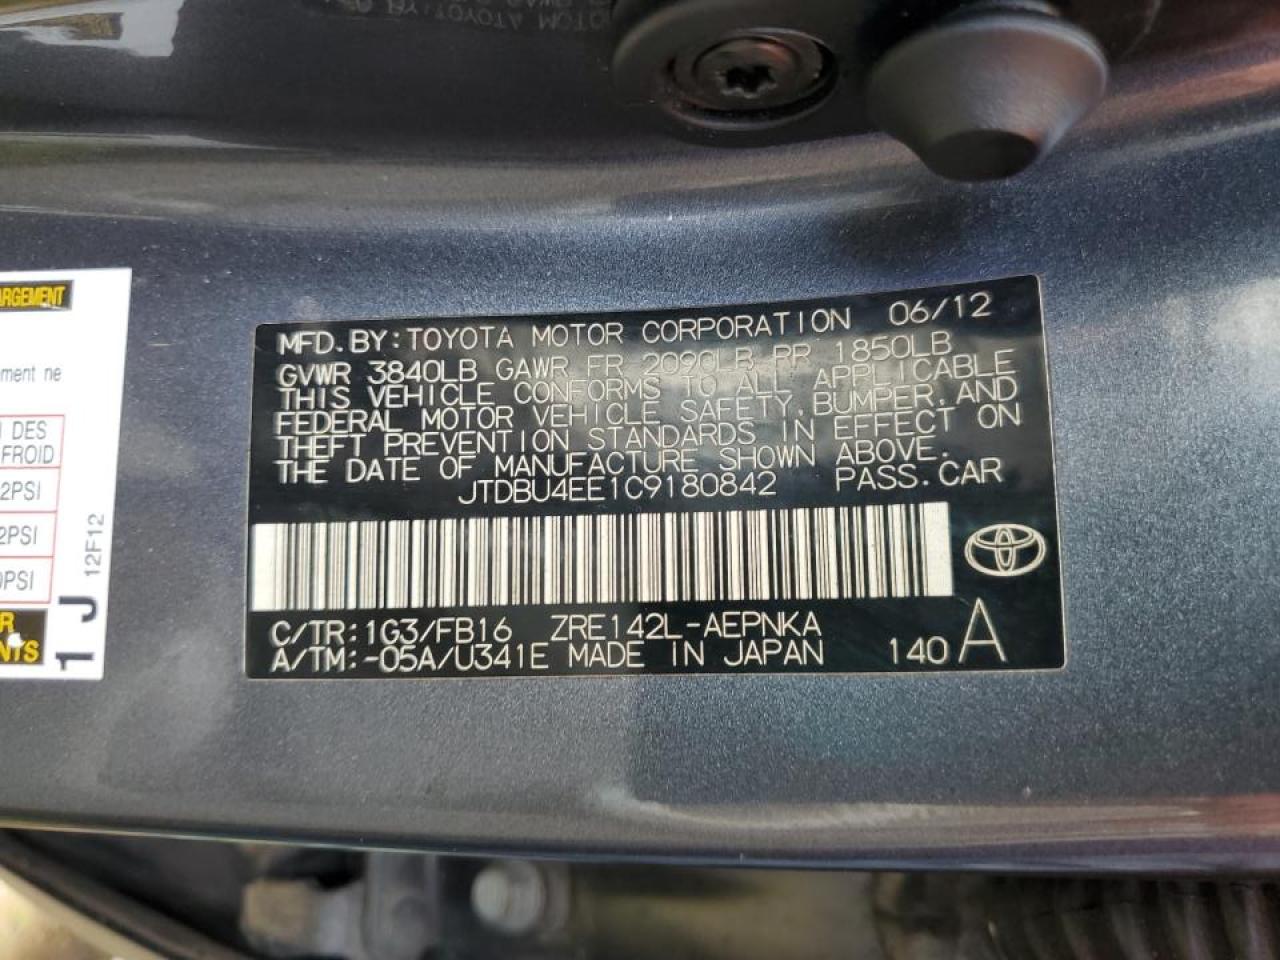 MFD. BY: TOYOTA MOTOR CORPORATION 06/12
GVWR 3840LB GAWR FR 2090LB RR 1850LB
THIS VEHICLE CONFORMS TO ALL APPLICABLE
FEDERAL MOTOR VEHICLE SAFETY, BUMPER, AND
THEFT PREVENTION STANDARDS IN EFFECT ON
THE DATE OF MANUFACTURE SHOWN ABOVE.
JTDBU4EE1C9180842 PASS. CAR
C/TR: 1G3/FB16 ZRE142L-AEPNKA
A/TM: -05A/U341E MADE IN JAPAN 140 A
ARGEMENT
ment ne
DES
FROID
2PSI
2PSI
0PSI
R
NTS
1 J
12F12